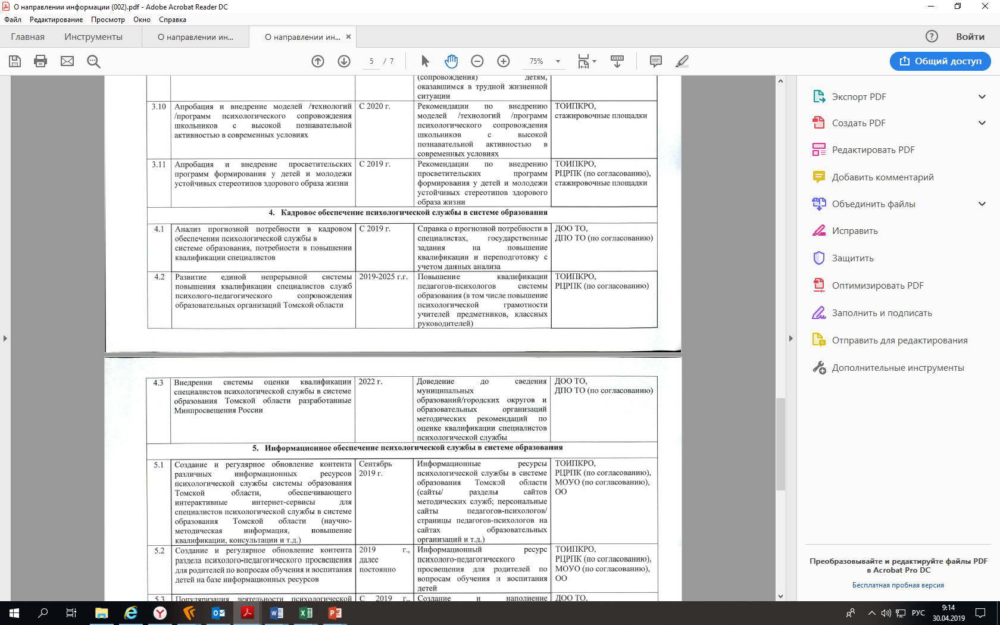 О направлении информации (002).pdf - Adobe Acrobat Reader DC
Файл Редактирование Просмотр Окно Справка
Главная Инструменты О направлении ин... О направлении ин... Войти
5 / 7 75% Общий доступ
(сопровождения) детям,
оказавшимся в трудной жизненной
ситуации
3.10 Апробация и внедрение моделей /технологий
/программ психологического сопровождения
школьников с высокой познавательной
активностью в современных условиях
С 2020 г.
Рекомендации по внедрению
моделей /технологий /программ
психологического сопровождения
школьников с высокой
познавательной активностью в
современных условиях
ТОИПКРО,
стажировочные площадки
3.11 Апробация и внедрение просветительских
программ формирования у детей и молодежи
устойчивых стереотипов здорового образа жизни
С 2019 г.
Рекомендации по внедрению
просветительских программ
формирования у детей и молодежи
устойчивых стереотипов здорового
образа жизни
ТОИПКРО,
РЦРПК (по согласованию),
стажировочные площадки
4. Кадровое обеспечение психологической службы в системе образования
4.1 Анализ прогнозной потребности в кадровом
обеспечении психологической службы в
системе образования, потребности в повышении
квалификации специалистов
С 2019 г.
Справка о прогнозной потребности в
специалистах, государственные
задания на повышение
квалификации и переподготовку с
учетом данных анализа
ДОО ТО,
ДПО ТО (по согласованию)
4.2 Развитие единой непрерывной системы
повышения квалификации специалистов служб
психолого-педагогического сопровождения
образовательных организаций Томской области
2019-2025 г.г.
Повышение квалификации
педагогов-психологов системы
образования (в том числе повышение
психологической грамотности
учителей предметников, классных
руководителей)
ТОИПКРО,
РЦРПК (по согласованию)
4.3 Внедрении системы оценки квалификации
специалистов психологической службы в системе
образования Томской области разработанные
Минпросвещения России
2022 г.
Доведение до сведения
муниципальных
образований/городских округов и
образовательных организаций
методических рекомендаций по
оценке квалификации специалистов
психологической службы
ДОО ТО,
ДПО ТО (по согласованию)
5. Информационное обеспечение психологической службы в системе образования
5.1 Создание и регулярное обновление контента
различных информационных ресурсов
психологической службы системы образования
Томской области, обеспечивающего
интерактивные интернет-сервисы для
специалистов психологической службы в системе
образования Томской области (научно-
методическая информация, повышение
квалификации, консультации и т.д.)
Сентябрь
2019 г.
Информационные ресурсы
психологической службы в системе
образования Томской области
(сайты/ разделы сайтов
методических служб; персональные
сайты педагогов-психологов/
страницы педагогов-психологов на
сайтах образовательных
организаций и т.д.)
ТОИПКРО,
РЦРПК (по согласованию),
МОУО (по согласованию),
ОО
5.2 Создание и регулярное обновление контента
раздела психолого-педагогического просвещения
для родителей по вопросам обучения и воспитания
детей на базе информационных ресурсов
2019 г.,
далее
постоянно
Информационный ресурс
психолого-педагогического
просвещения для родителей по
вопросам обучения и воспитания
детей
ТОИПКРО,
РЦРПК (по согласованию),
МОУО (по согласованию),
ОО
5.3 Популяризация деятельности психологической
С 2019 г.,
Создание и наполнение
ДОО ТО,
Экспорт PDF
Создать PDF
Редактировать PDF
Добавить комментарий
Объединить файлы
Исправить
Защитить
Оптимизировать PDF
Заполнить и подписать
Отправить для редактирования
Дополнительные инструменты
Преобразовывайте и редактируйте файлы PDF
в Acrobat Pro DC
Бесплатная пробная версия
РУС
9:14
30.04.2019